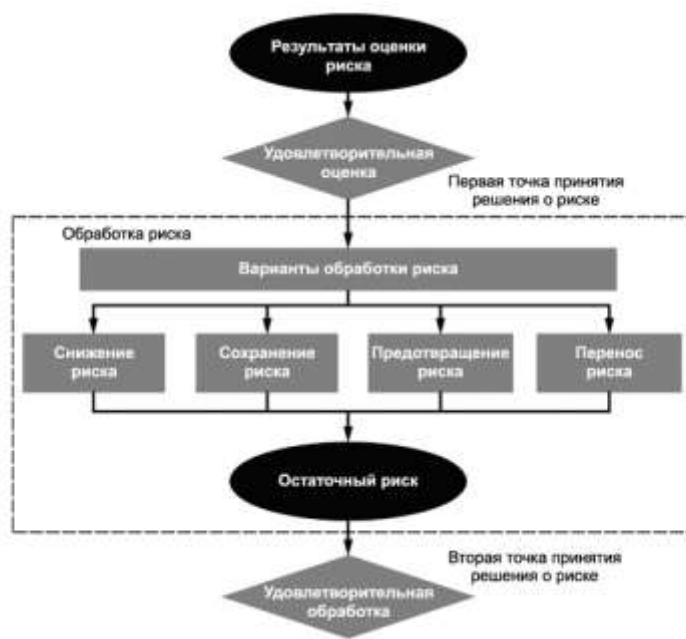 Результаты оценки
риска
Удовлетворительная
оценка
Первая точка принятия
решения о риске
Обработка риска
Варианты обработки риска
Снижение
риска
Сохранение
риска
Предотвращение
риска
Перенос
риска
Остаточный риск
Вторая точка принятия
решения о риске
Удовлетворительная
обработка